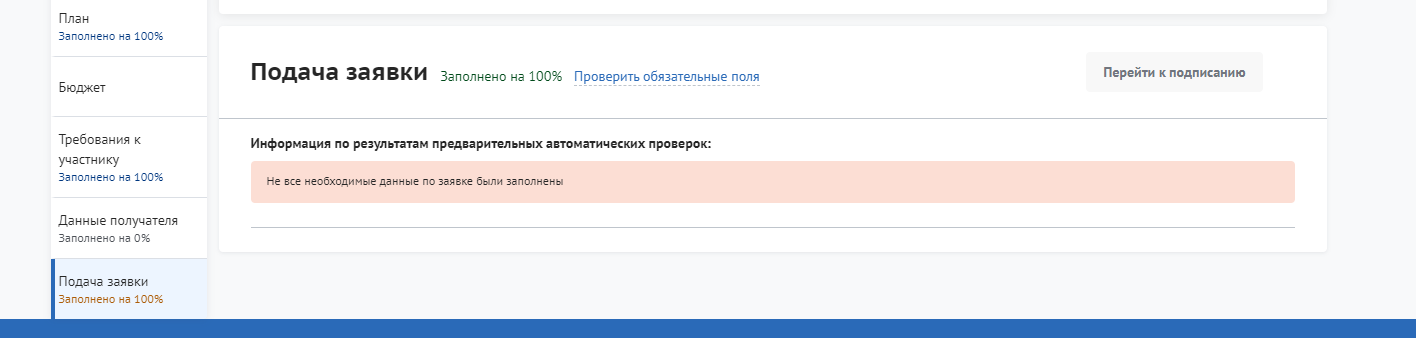 План
Заполнено на 100%
Бюджет
Требования к
участнику
Заполнено на 100%
Данные получателя
Заполнено на 0%
Подача заявки
Заполнено на 100%
Подача заявки Заполнено на 100% Проверить обязательные поля Перейти к подписанию
Информация по результатам предварительных автоматических проверок:
Не все необходимые данные по заявке были заполнены